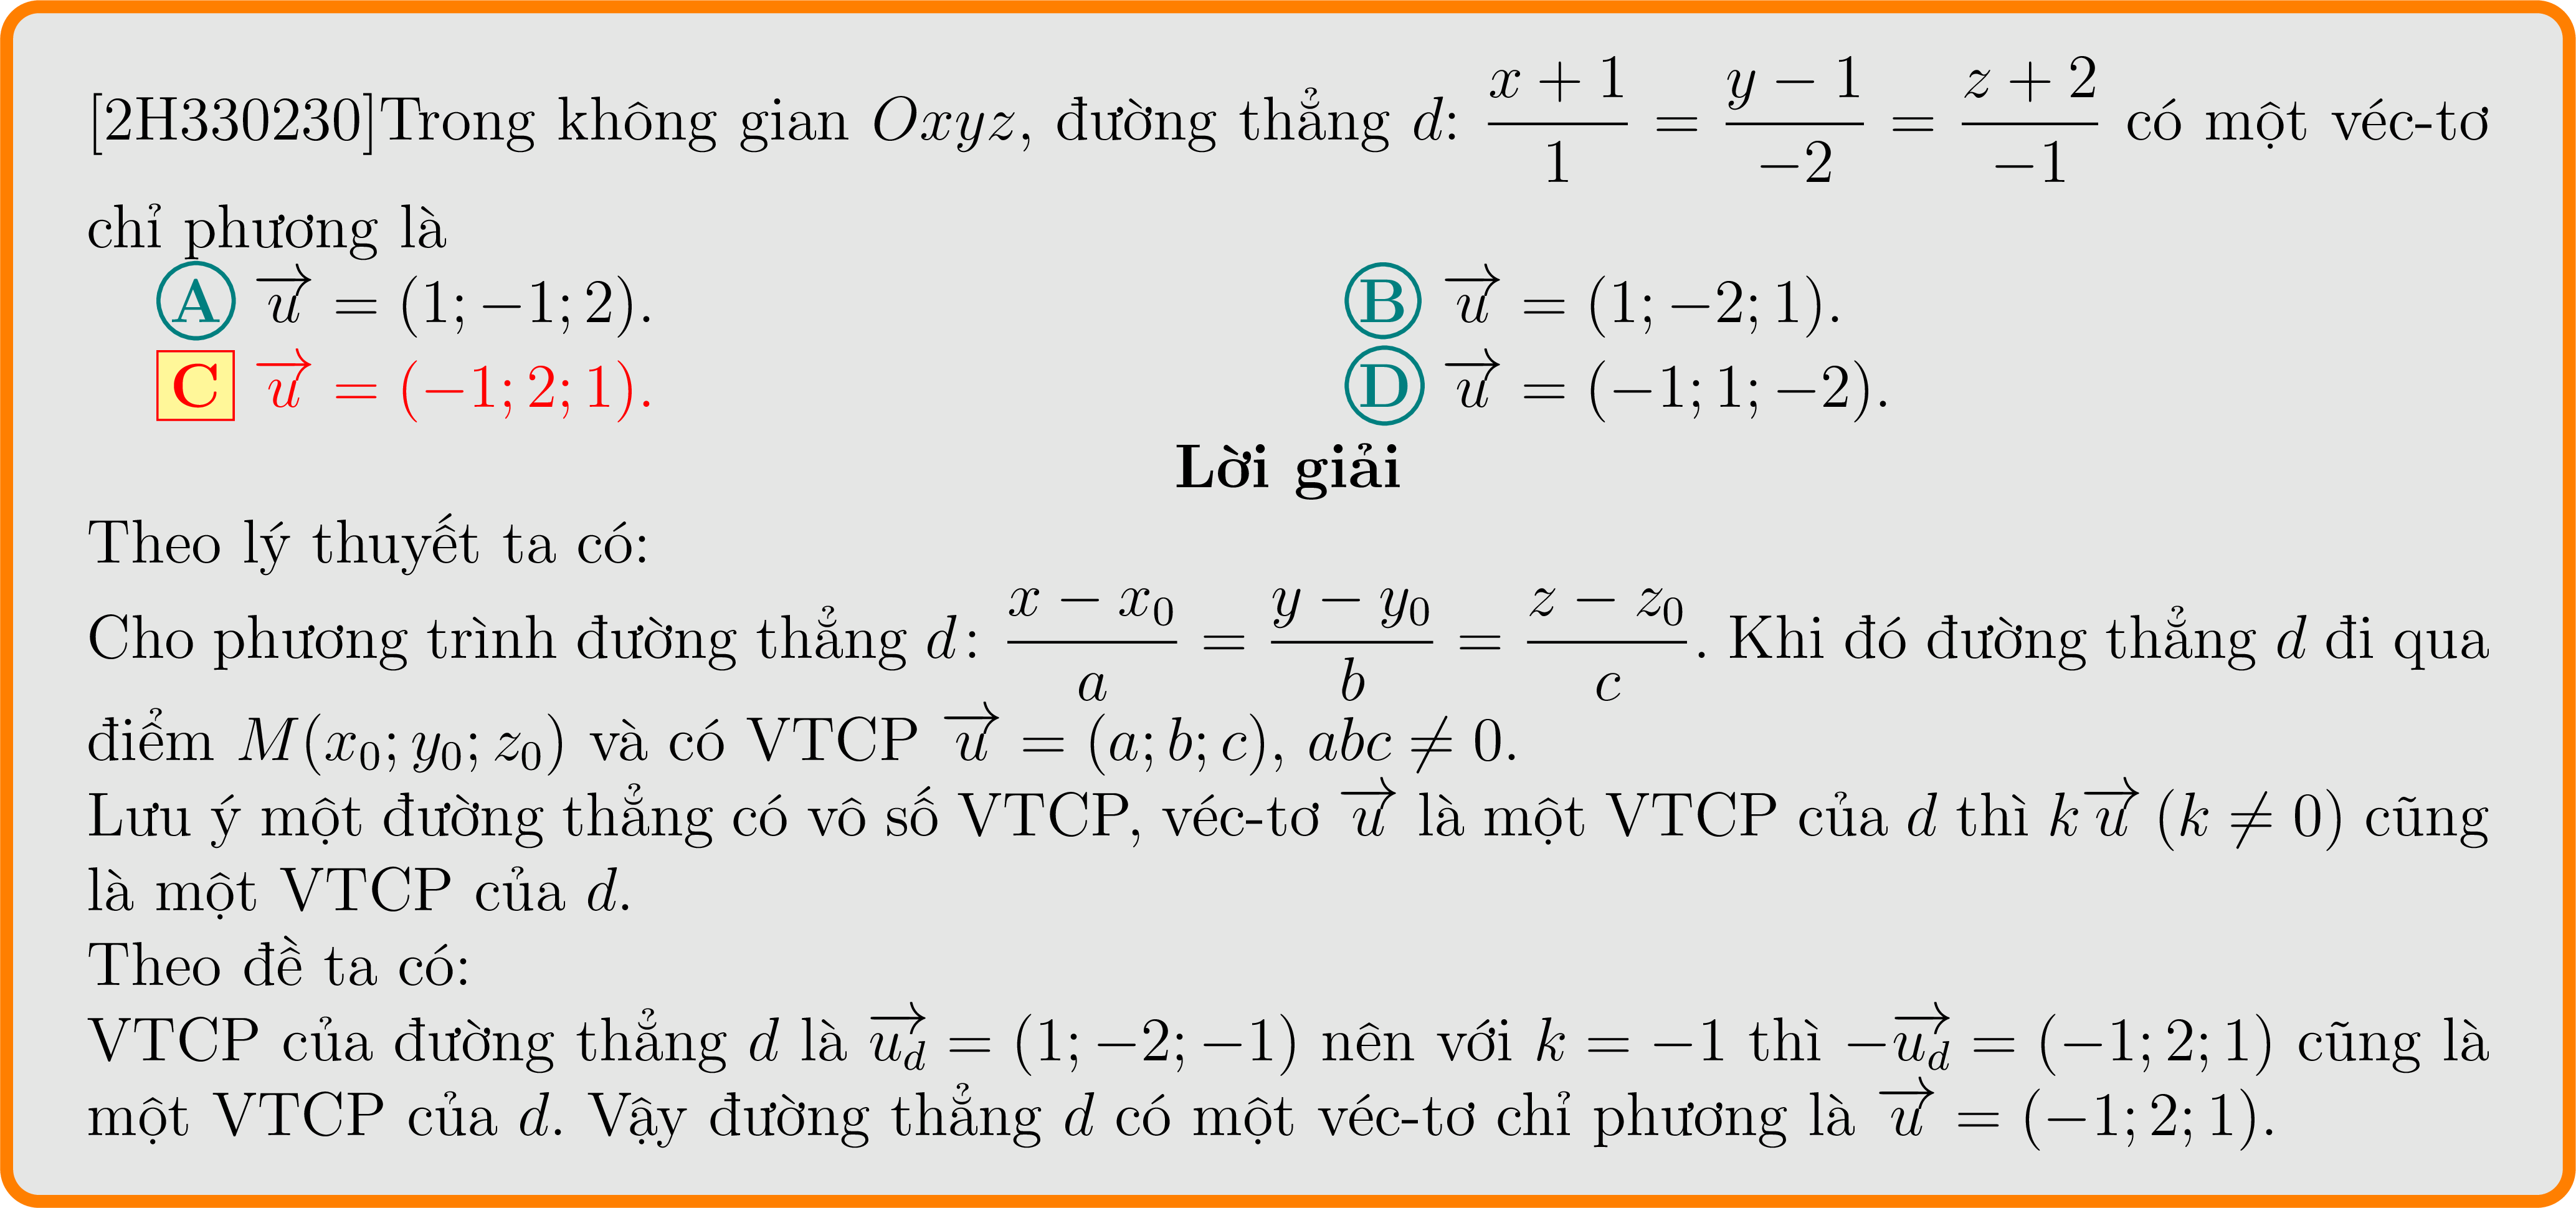 [2H330230]Trong không gian $Oxyz$, đường thẳng $d$: $\dfrac{x+1}{1} = \dfrac{y-1}{-2} = \dfrac{z+2}{-1}$ có một véc-tơ
chỉ phương là
A $\overrightarrow{u} = (1; -1; 2)$. B $\overrightarrow{u} = (1; -2; 1)$.
C $\overrightarrow{u} = (-1; 2; 1)$. D $\overrightarrow{u} = (-1; 1; -2)$.
Lời giải
Theo lý thuyết ta có:
Cho phương trình đường thẳng $d$: $\dfrac{x-x_0}{a} = \dfrac{y-y_0}{b} = \dfrac{z-z_0}{c}$. Khi đó đường thẳng $d$ đi qua
điểm $M(x_0; y_0; z_0)$ và có VTCP $\overrightarrow{u} = (a; b; c)$, $abc \neq 0$.
Lưu ý một đường thẳng có vô số VTCP, véc-tơ $\overrightarrow{u}$ là một VTCP của $d$ thì $k\overrightarrow{u}$ $(k \neq 0)$ cũng
là một VTCP của $d$.
Theo đề ta có:
VTCP của đường thẳng $d$ là $\overrightarrow{u_d} = (1; -2; -1)$ nên với $k = -1$ thì $-\overrightarrow{u_d} = (-1; 2; 1)$ cũng là
một VTCP của $d$. Vậy đường thẳng $d$ có một véc-tơ chỉ phương là $\overrightarrow{u} = (-1; 2; 1)$.